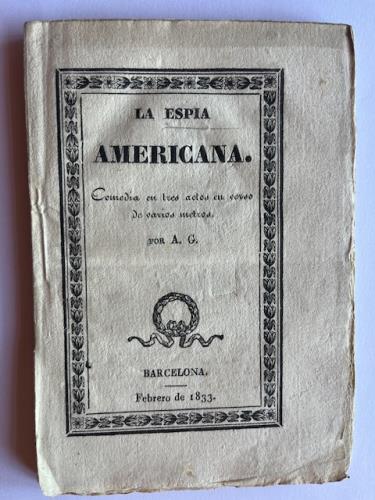 LA ESPIA
AMERICANA.
Comedia en tres actos en verso
de varios metros.
POR A. G.
BARCELONA.
Febrero de 1833.